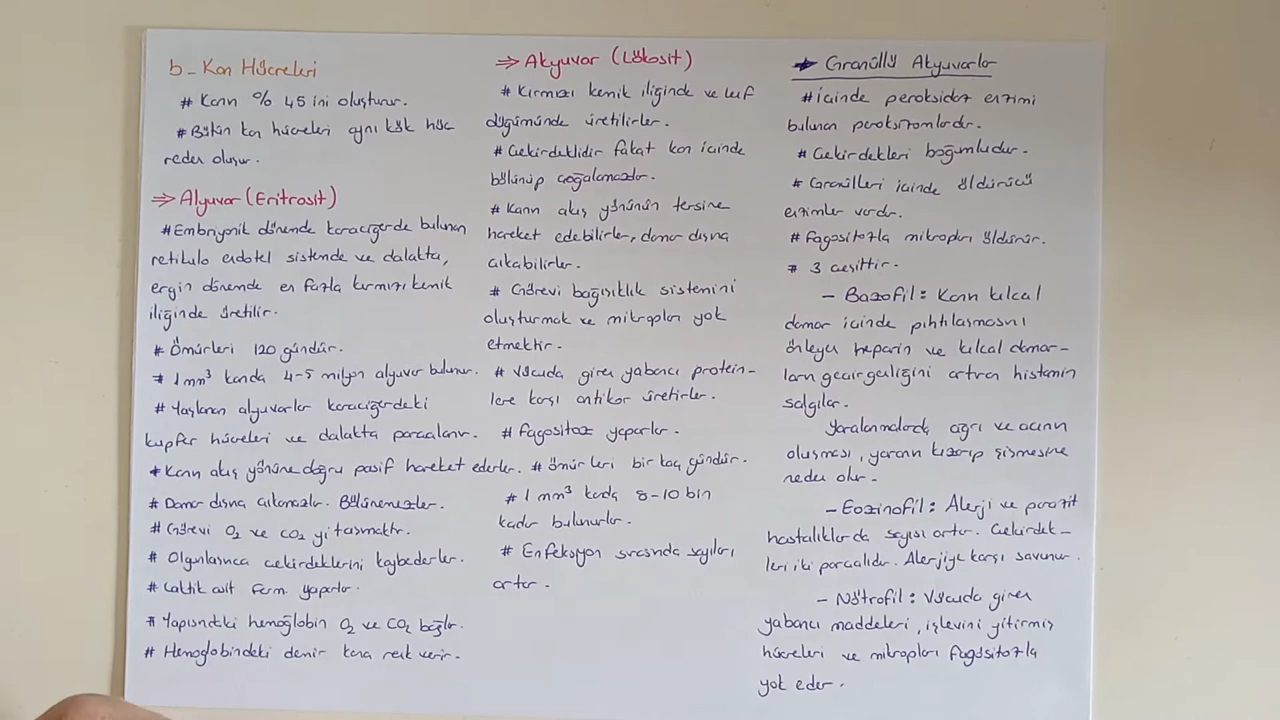 b- Kan Hücreleri
# Kanın % 45 ini oluşturur.
# Bütün kan hücreleri aynı kök hüc
reden oluşur.
⇒ Alyuvar (Eritrosit)
# Embriyonik dönemde karaciğerde bulunan
retikulo endotel sistemde ve dalakta,
ergin dönemde en fazla kırmızı kemik
iliğinde üretilir.
# Ömürleri 120 gündür.
# 1 mm³ kanda 4-5 milyon alyuvar bulunur.
# Yaşlanan alyuvarlar karaciğerdeki
kupfer hücreleri ve dalakta parçalanır.
# Kanın akış yönüne doğru pasif hareket ederler.
# Damar dışına çıkamazlar. Bölünemezler.
# Görevi O₂ ve CO₂ yi taşımaktır.
# Olgunlaşınca çekirdeklerini kaybederler.
# Laktik asit ferm. yaparlar.
# Yapısındaki hemoglobin O₂ ve CO₂ bağlar.
# Hemoglobindeki demir kana renk verir.
⇒ Akyuvar (Lökosit)
# Kırmızı kemik iliğinde ve lenf
düğümünde üretilirler.
# Çekirdeklidir fakat kan içinde
bölünüp çoğalamazlar.
# Kanın akış yönünün tersine
hareket edebilirler, damar dışına
çıkabilirler.
# Görevi bağışıklık sistemini
oluşturmak ve mikropları yok
etmektir.
# Vücuda giren yabancı protein-
lere karşı antikor üretirler.
# Fagositoz yaparlar.
# Ömürleri bir kaç gündür.
# 1 mm³ kanda 8-10 bin
kadar bulunurlar.
# Enfeksiyon sırasında sayıları
artar.
→ Granüllü Akyuvarlar
# İçinde peroksidaz enzimi
bulunan peroksizomlardır.
# Çekirdekleri boğumludur.
# Granülleri içinde öldürücü
enzimler vardır.
# Fagositozla mikropları öldürür.
# 3 çeşittir.
- Bazofil: Kanın kılcal
damar içinde pıhtılaşmasını
önleyen heparin ve kılcal damar-
ların geçirgenliğini artıran histamin
salgılar.
Yaralanmalarda ağrı ve acının
oluşması, yaranın kızarıp şişmesine
neden olur.
- Eozinofil: Alerji ve parazit
hastalıklarda sayısı artar. Çekirdek-
leri iki parçalıdır. Alerjiye karşı savunur.
- Nötrofil: Vücuda giren
yabancı maddeleri, işlevini yitirmiş
hücreleri ve mikropları fagositozla
yok eder.